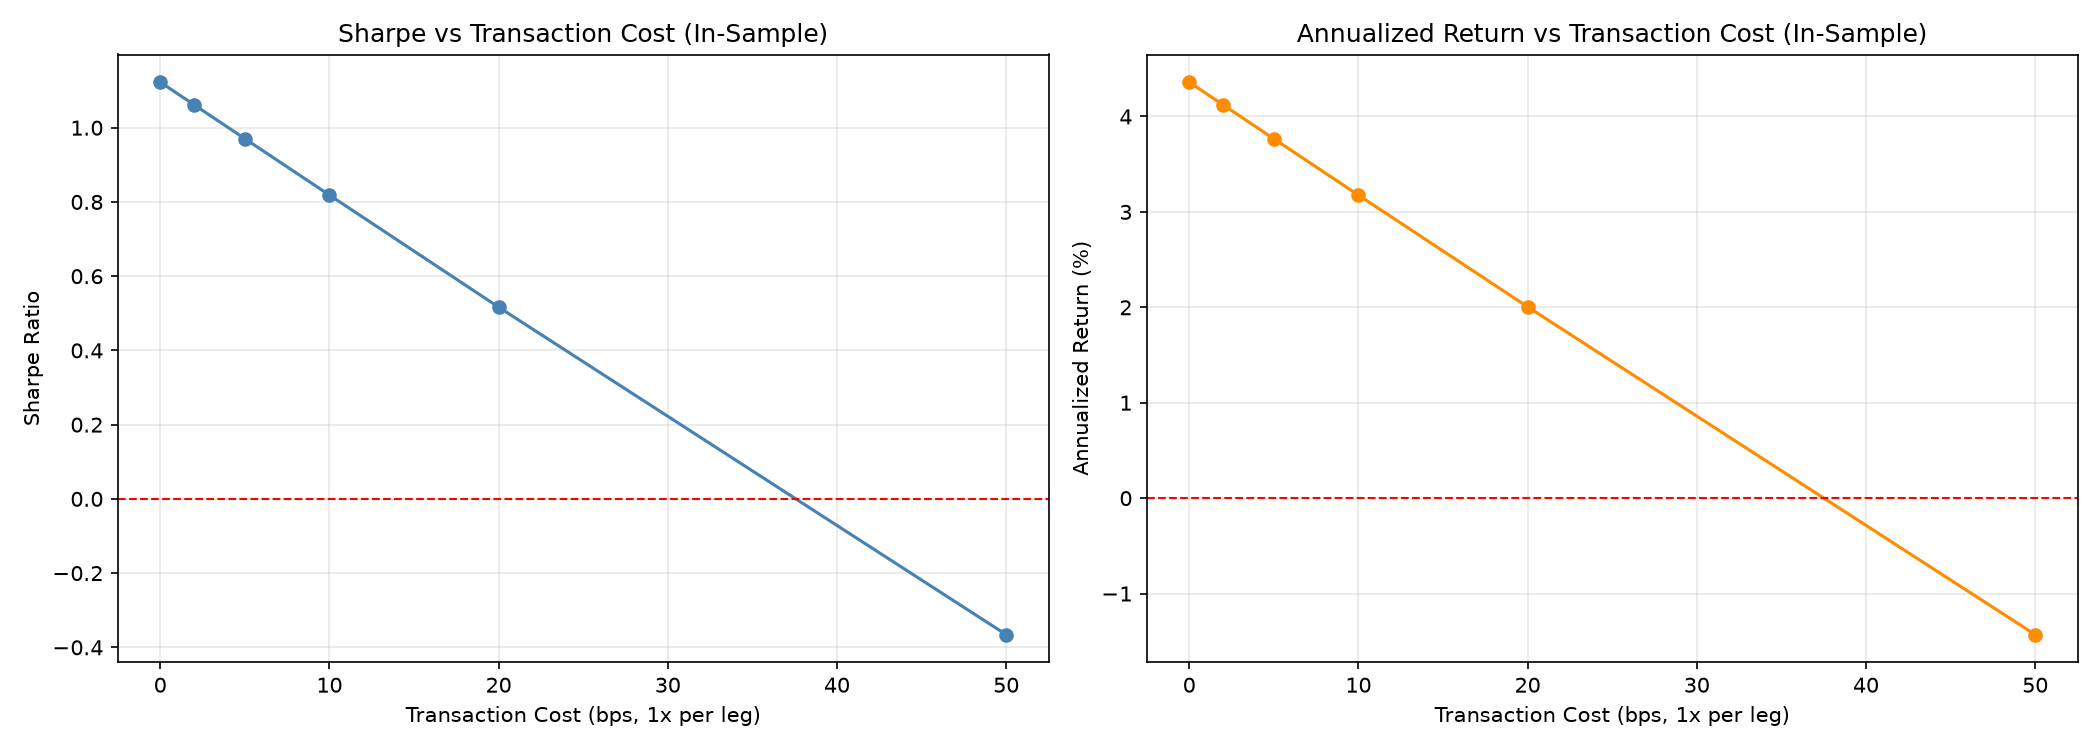 Sharpe vs Transaction Cost (In-Sample)
Sharpe Ratio
1.0
0.8
0.6
0.4
0.2
0.0
−0.2
−0.4
0 10 20 30 40 50
Transaction Cost (bps, 1x per leg)
Annualized Return vs Transaction Cost (In-Sample)
Annualized Return (%)
4
3
2
1
0
−1
0 10 20 30 40 50
Transaction Cost (bps, 1x per leg)